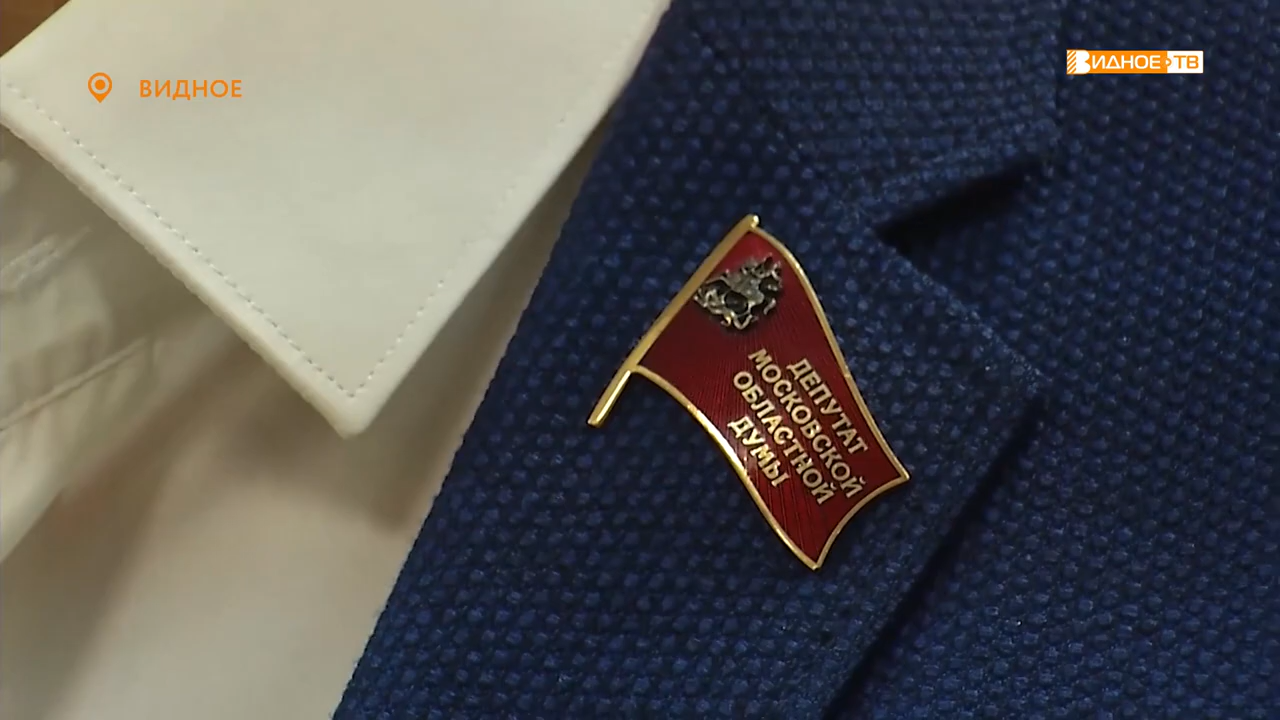 ВИДНОЕ
ВИДНОЕ ТВ
ДЕПУТАТ
МОСКОВСКОЙ
ОБЛАСТНОЙ
ДУМЫ